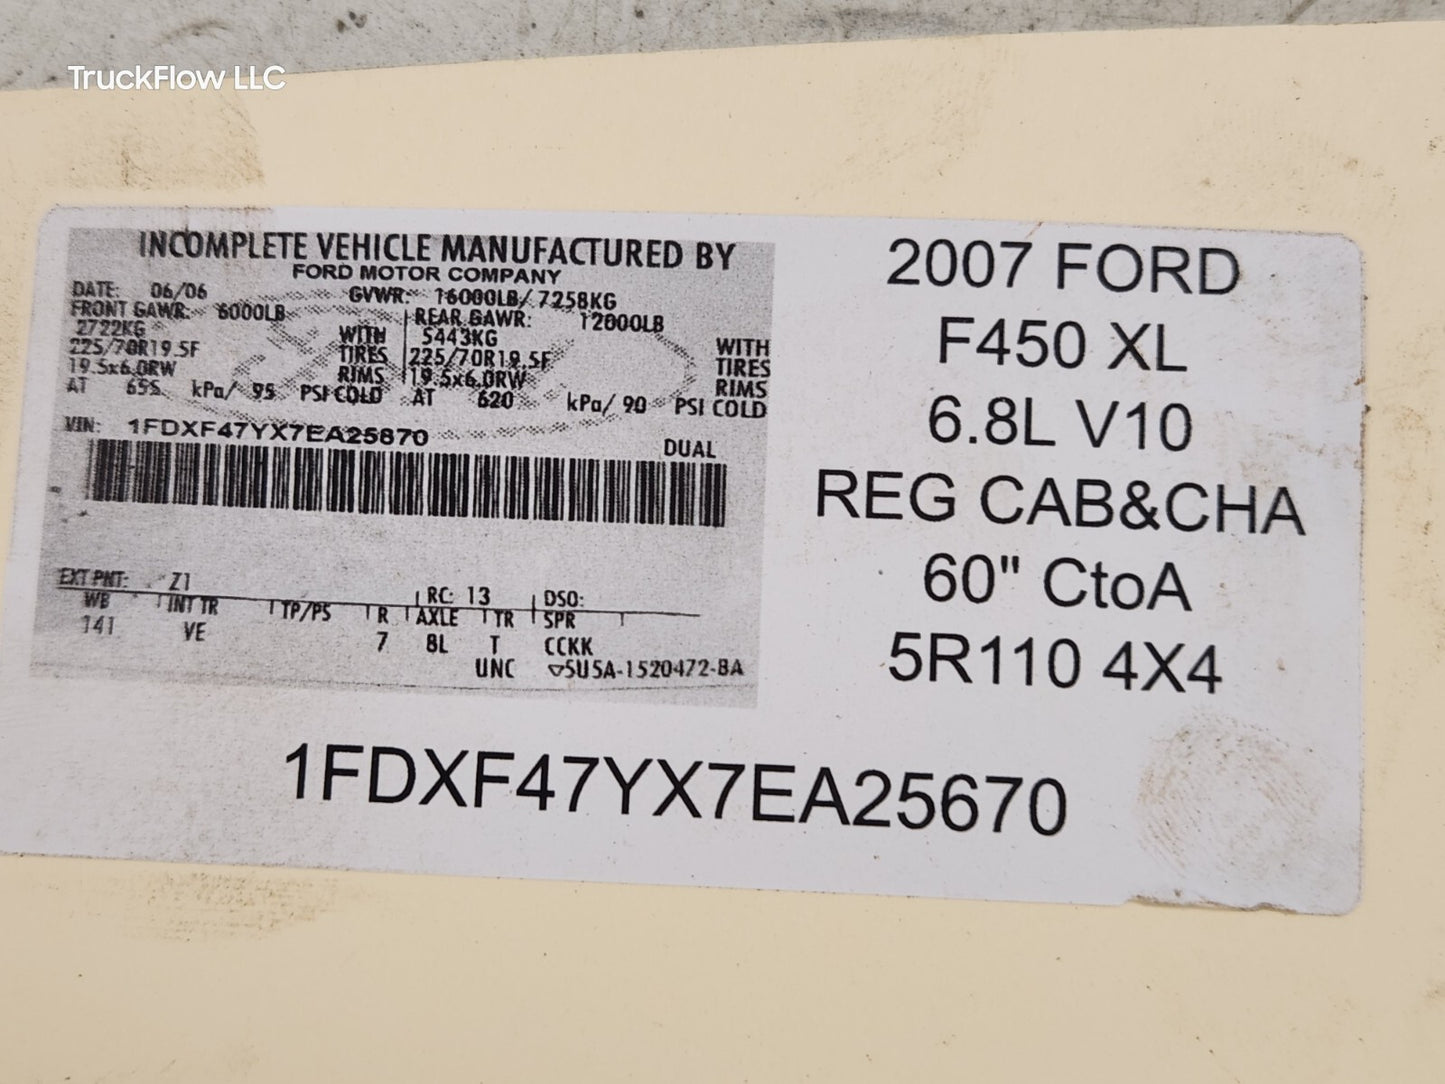 TruckFlow LLC
INCOMPLETE VEHICLE MANUFACTURED BY
FORD MOTOR COMPANY
DATE: 06/06
GVWR: 16000LB/ 7258KG
FRONT GAWR: 6000LB
2722KG
WITH
225/70R19.5F
TIRES
19.5x6.0RW
RIMS
AT kPa/ 95 PSI COLD
REAR GAWR: 12000LB
5443KG
WITH
225/70R19.5F
TIRES
19.5x6.0RW
RIMS
AT 620 kPa/ 90 PSI COLD
VIN: 1FDXF47YX7EA25670
DUAL
EXT PNT: Z1
RC: 13 DSO:
WB INT TR TP/PS R AXLE TR SPR
141 VE 7 8L T CCKK
UNC ▽5U5A-1520472-BA
2007 FORD
F450 XL
6.8L V10
REG CAB&CHA
60" CtoA
5R110 4X4
1FDXF47YX7EA25670